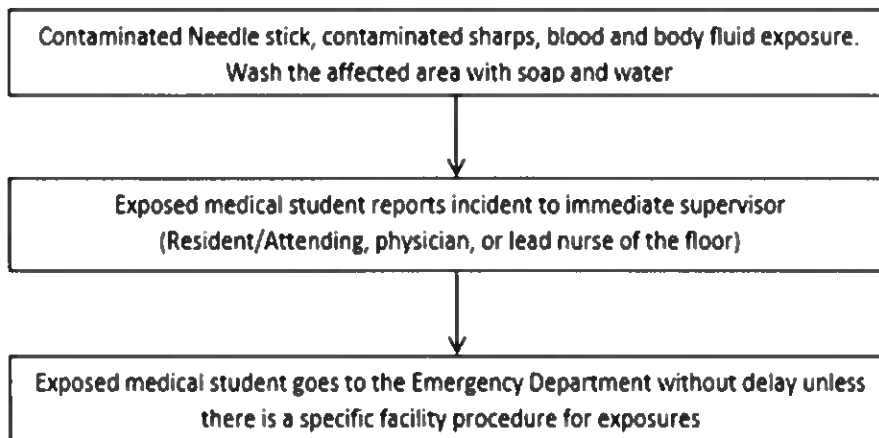 Contaminated Needle stick, contaminated sharps, blood and body fluid exposure.
Wash the affected area with soap and water
Exposed medical student reports incident to immediate supervisor
(Resident/Attending, physician, or lead nurse of the floor)
Exposed medical student goes to the Emergency Department without delay unless
there is a specific facility procedure for exposures